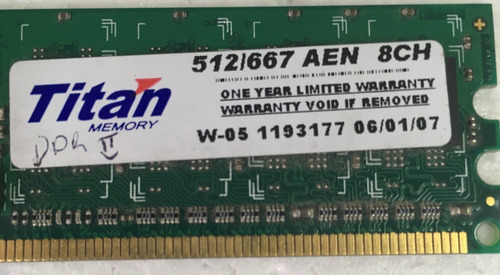 512/667 AEN 8CH
Titan
MEMORY
ONE YEAR LIMITED WARRANTY
WARRANTY VOID IF REMOVED
W-05 1193177 06/01/07
DDR II